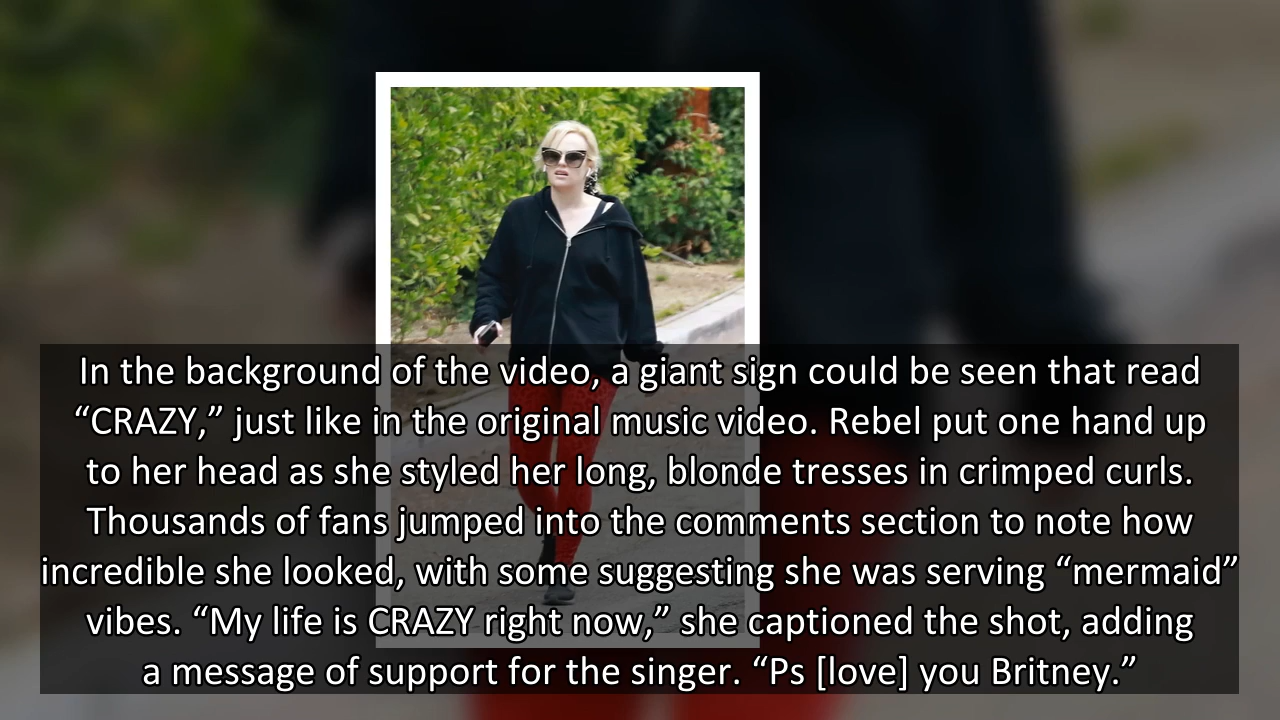 In the background of the video, a giant sign could be seen that read
“CRAZY,” just like in the original music video. Rebel put one hand up
to her head as she styled her long, blonde tresses in crimped curls.
Thousands of fans jumped into the comments section to note how
incredible she looked, with some suggesting she was serving “mermaid”
vibes. “My life is CRAZY right now,” she captioned the shot, adding
a message of support for the singer. “Ps [love] you Britney.”